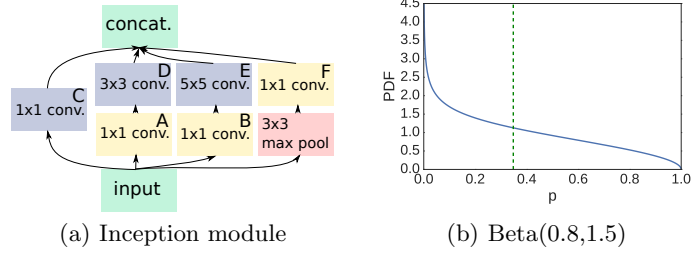 concat.
C
1x1 conv.
D
3x3 conv.
E
5x5 conv.
F
1x1 conv.
A
1x1 conv.
B
1x1 conv.
3x3
max pool
input
(a) Inception module
PDF
4.5
4.0
3.5
3.0
2.5
2.0
1.5
1.0
0.5
0.0
0.0 0.2 0.4 0.6 0.8 1.0
p
(b) Beta(0.8,1.5)